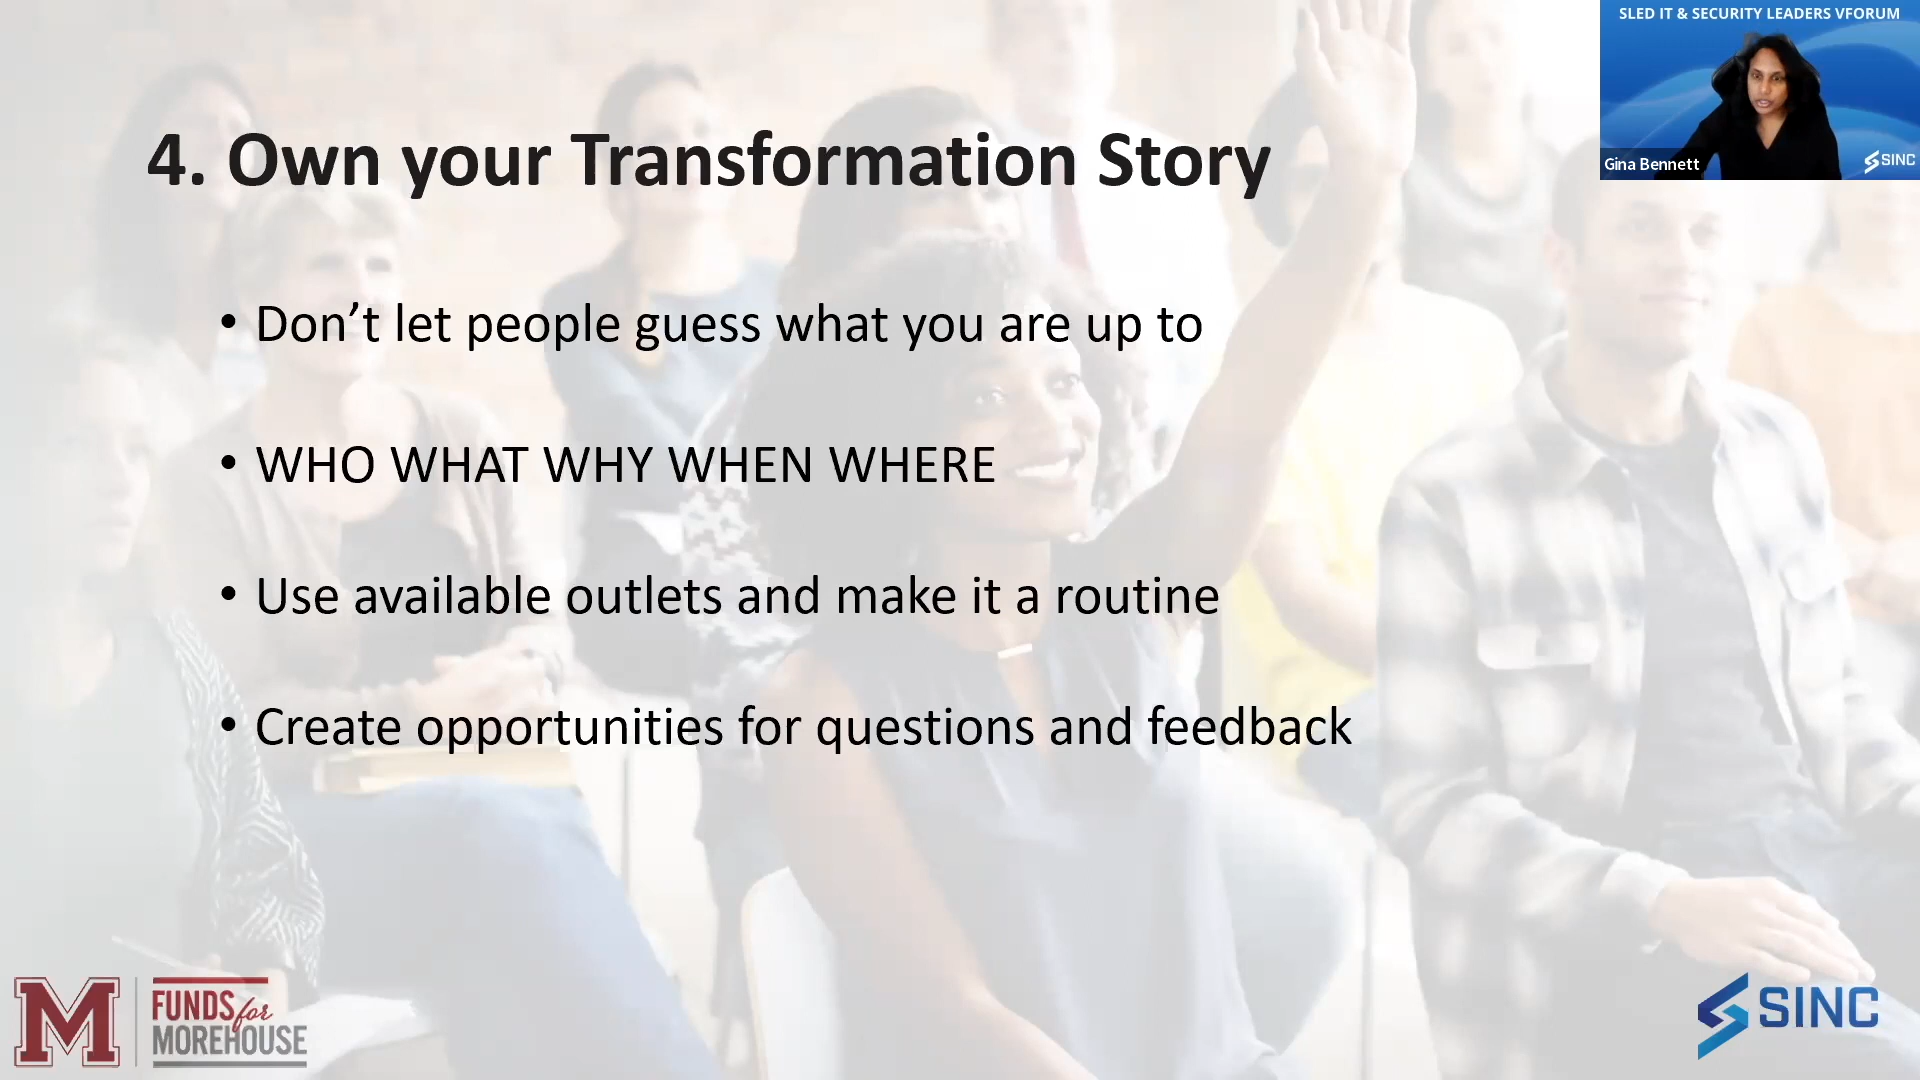 SLED IT & SECURITY LEADERS VFORUM
Gina Bennett
SINC
4. Own your Transformation Story
• Don’t let people guess what you are up to
• WHO WHAT WHY WHEN WHERE
• Use available outlets and make it a routine
• Create opportunities for questions and feedback
M
FUNDS for
MOREHOUSE
SINC